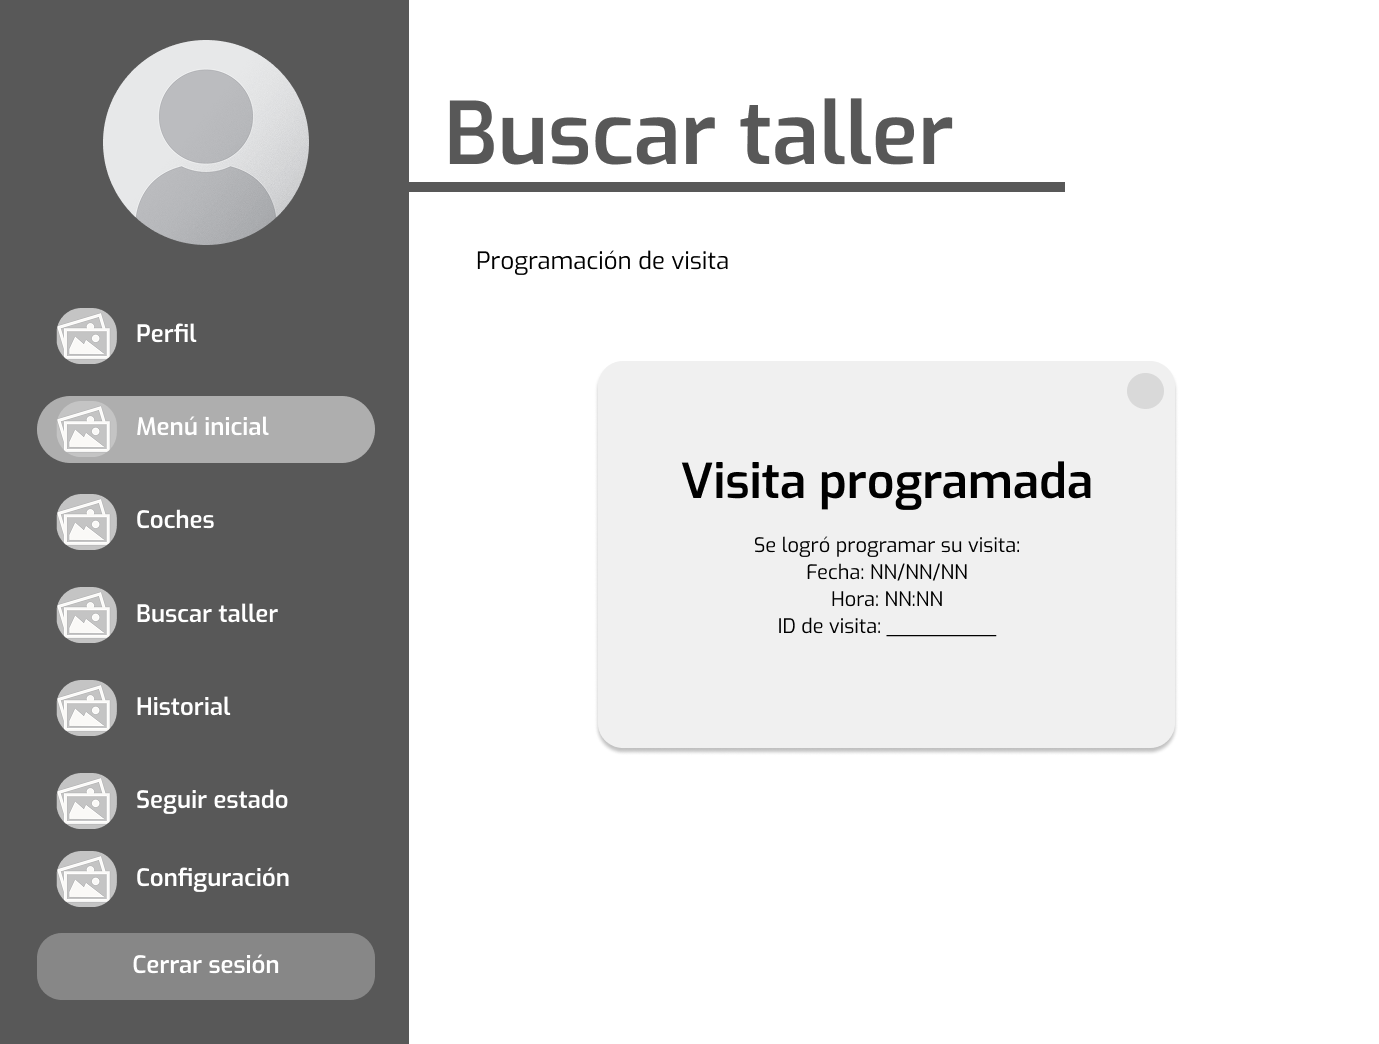 Buscar taller
Programación de visita
Perfil
Menú inicial
Coches
Buscar taller
Historial
Seguir estado
Configuración
Cerrar sesión
Visita programada
Se logró programar su visita:
Fecha: NN/NN/NN
Hora: NN:NN
ID de visita: __________